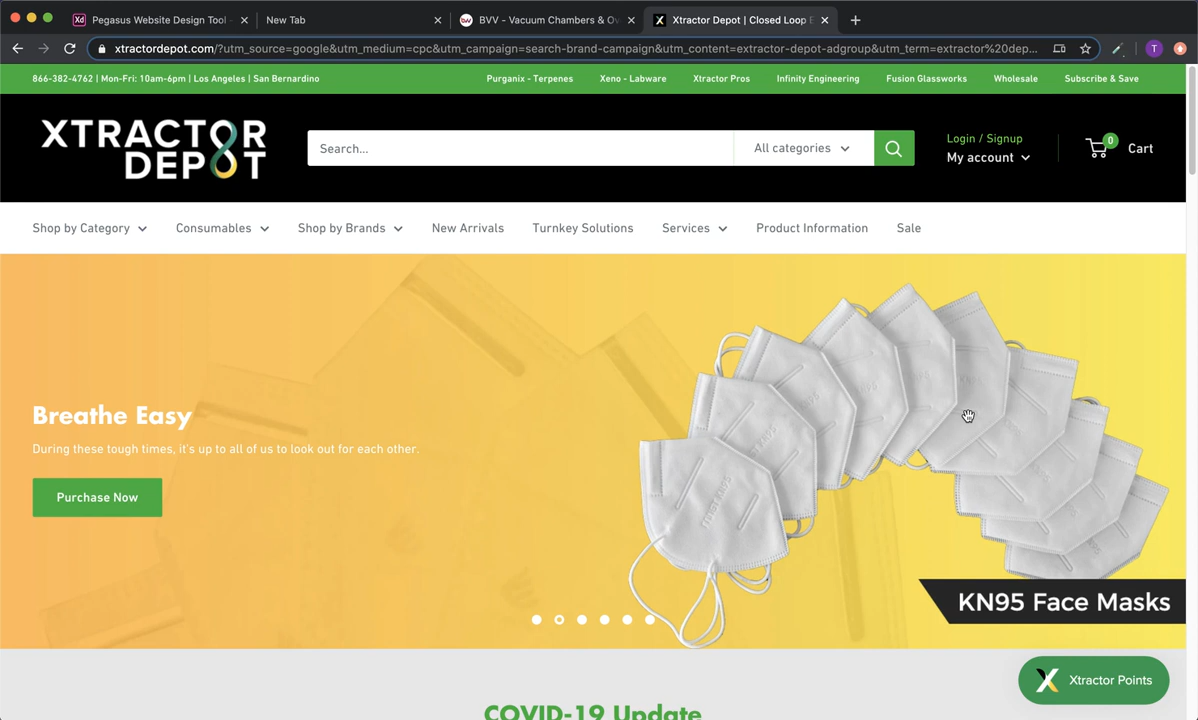 Pegasus Website Design Tool -
New Tab
BVV - Vacuum Chambers & Ov
Xtractor Depot | Closed Loop E
xtractordepot.com/?utm_source=google&utm_medium=cpc&utm_campaign=search-brand-campaign&utm_content=extractor-depot-adgroup&utm_term=extractor%20dep...
T
866-382-4762 | Mon-Fri: 10am-6pm | Los Angeles | San Bernardino
Purganix - Terpenes
Xeno - Labware
Xtractor Pros
Infinity Engineering
Fusion Glassworks
Wholesale
Subscribe & Save
XTRACTOR
DEPOT
Search...
All categories
Login / Signup
My account
0
Cart
Shop by Category
Consumables
Shop by Brands
New Arrivals
Turnkey Solutions
Services
Product Information
Sale
Breathe Easy
During these tough times, it's up to all of us to look out for each other.
Purchase Now
KN95 Face Masks
Xtractor Points
COVID-19 Update